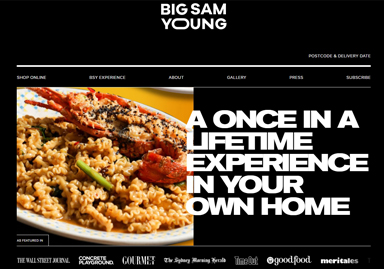 BIG SAM
YOUNG
POSTCODE & DELIVERY DATE
SHOP ONLINE
BSY EXPERIENCE
ABOUT
GALLERY
PRESS
SUBSCRIBE
A ONCE IN A
LIFETIME
EXPERIENCE
IN YOUR
OWN HOME
AS FEATURED IN
THE WALL STREET JOURNAL
CONCRETE
PLAYGROUND.
GOURMET
The Sydney Morning Herald
TimeOut
goodfood.
meritales